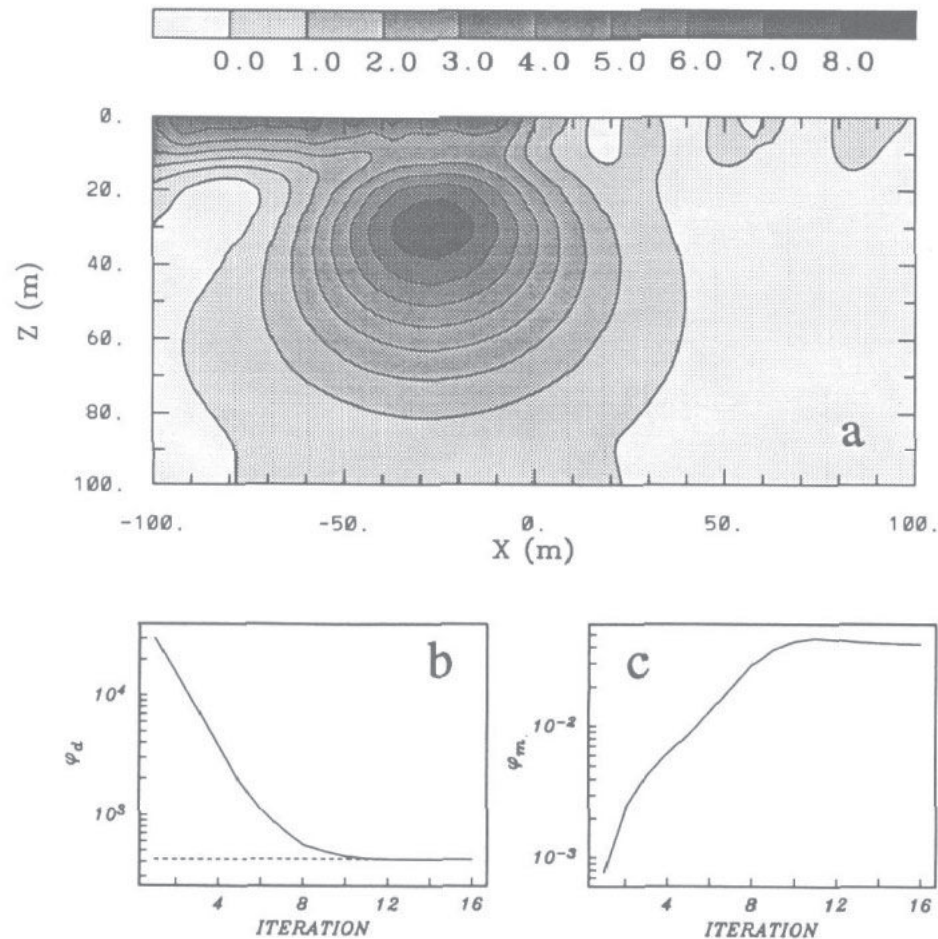 0.0 1.0 2.0 3.0 4.0 5.0 6.0 7.0 8.0
0.
20.
40.
60.
80.
100.
Z (m)
a
-100. -50. 0. 50. 100.
X (m)
b
10⁴
10³
φd
4 8 12 16
ITERATION
c
10⁻²
10⁻³
φm.
4 8 12 16
ITERATION